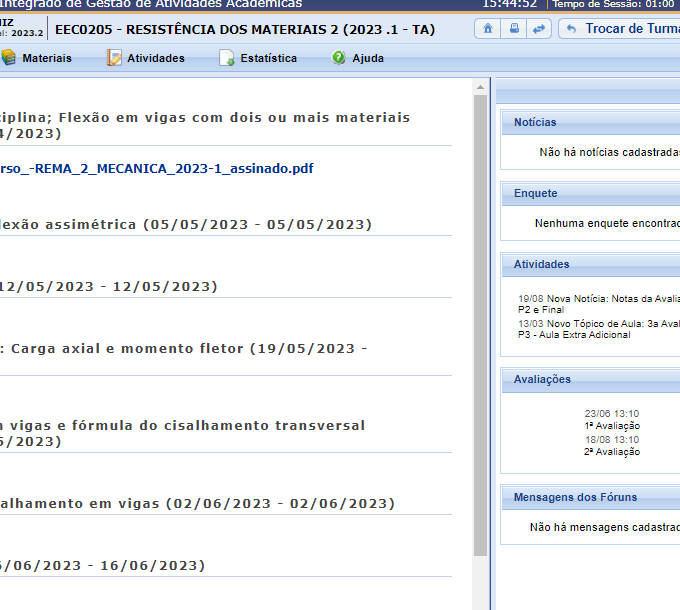 Integrado de Gestão de Atividades Acadêmicas
15:44:52 | Tempo de Sessão: 01:00
IZ
al: 2023.2
EEC0205 - RESISTÊNCIA DOS MATERIAIS 2 (2023 .1 - TA)
Trocar de Turma
Materiais
Atividades
Estatística
Ajuda
ciplina; Flexão em vigas com dois ou mais materiais
4/2023)
rso_-REMA_2_MECANICA_2023-1_assinado.pdf
lexão assimétrica (05/05/2023 - 05/05/2023)
12/05/2023 - 12/05/2023)
: Carga axial e momento fletor (19/05/2023 -
m vigas e fórmula do cisalhamento transversal
5/2023)
salhamento em vigas (02/06/2023 - 02/06/2023)
6/06/2023 - 16/06/2023)
Notícias
Não há notícias cadastradas
Enquete
Nenhuma enquete encontrad
Atividades
19/08 Nova Notícia: Notas da Avalia
P2 e Final
13/03 Novo Tópico de Aula: 3a Aval
P3 - Aula Extra Adicional
Avaliações
23/06 13:10
1ª Avaliação
18/08 13:10
2ª Avaliação
Mensagens dos Fóruns
Não há mensagens cadastrad